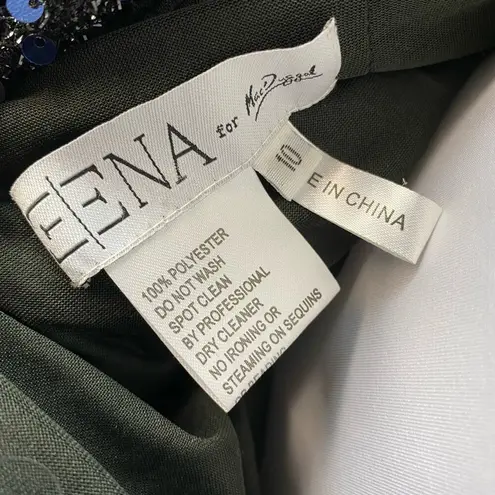 IEENA for Mac Duggal
10
E IN CHINA
100% POLYESTER
DO NOT WASH
SPOT CLEAN
BY PROFESSIONAL
DRY CLEANER
NO IRONING OR
STEAMING ON SEQUINS